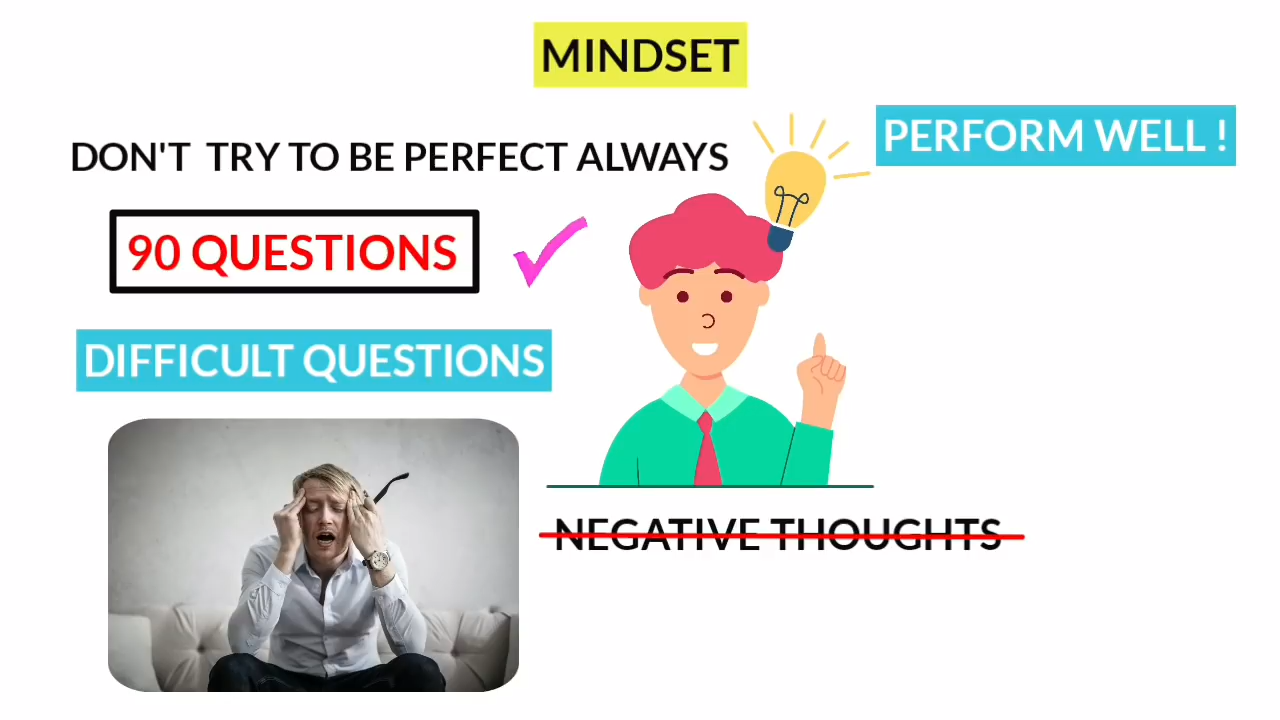 MINDSET
PERFORM WELL !
DON'T TRY TO BE PERFECT ALWAYS
90 QUESTIONS
DIFFICULT QUESTIONS
NEGATIVE THOUGHTS